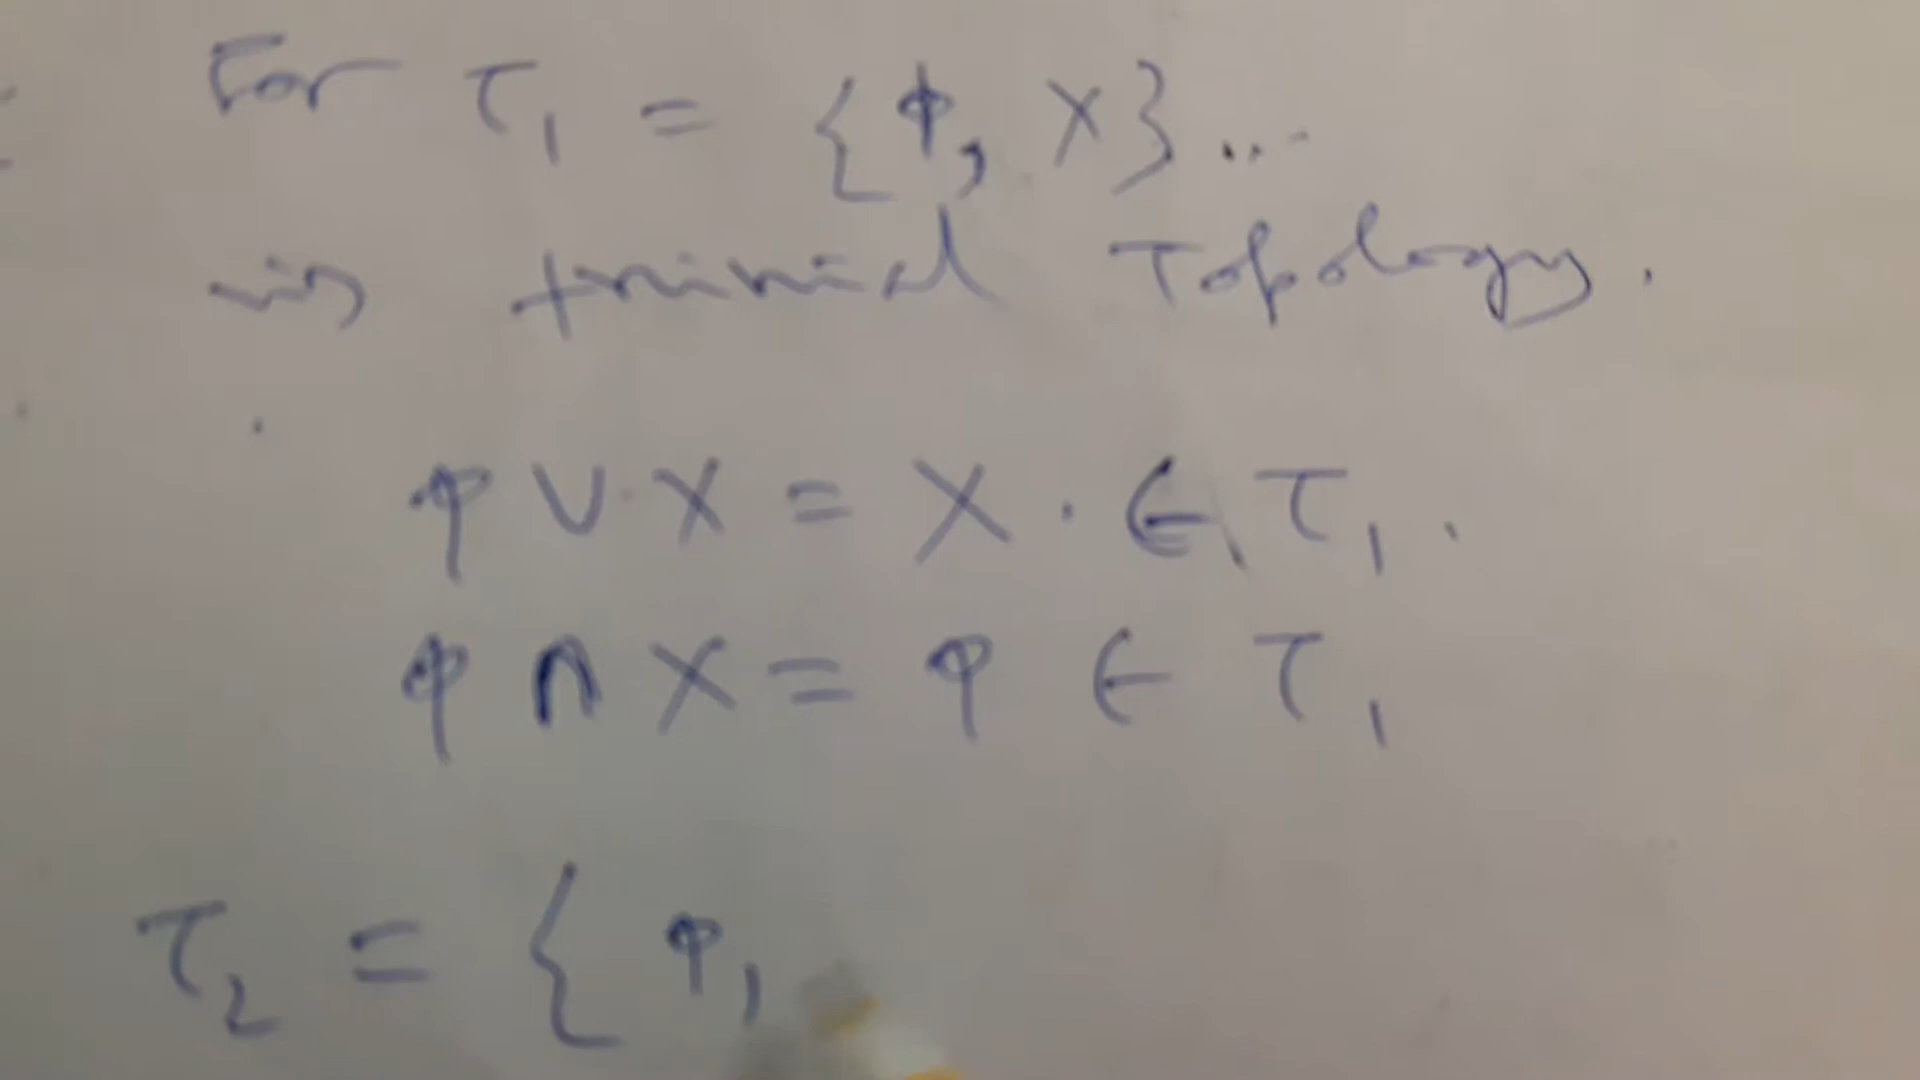 For τ₁ = {φ, X}...
is trivial Topology.
φ ∪ X = X. ∈ τ₁.
φ ∩ X = φ ∈ τ₁
τ₂ = { φ,